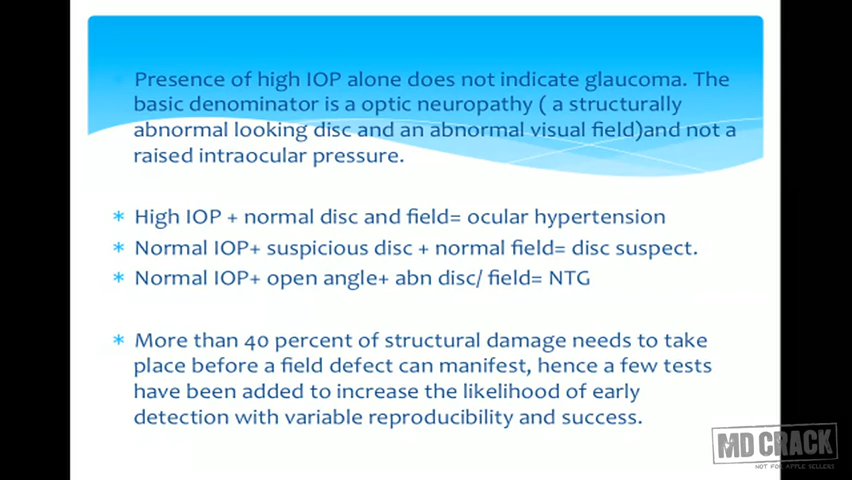 Presence of high IOP alone does not indicate glaucoma. The
basic denominator is a optic neuropathy ( a structurally
abnormal looking disc and an abnormal visual field)and not a
raised intraocular pressure.
* High IOP + normal disc and field= ocular hypertension
* Normal IOP+ suspicious disc + normal field= disc suspect.
* Normal IOP+ open angle+ abn disc/ field= NTG
* More than 40 percent of structural damage needs to take
place before a field defect can manifest, hence a few tests
have been added to increase the likelihood of early
detection with variable reproducibility and success.
MD CRACK
NOT FOR APPLE SELLERS